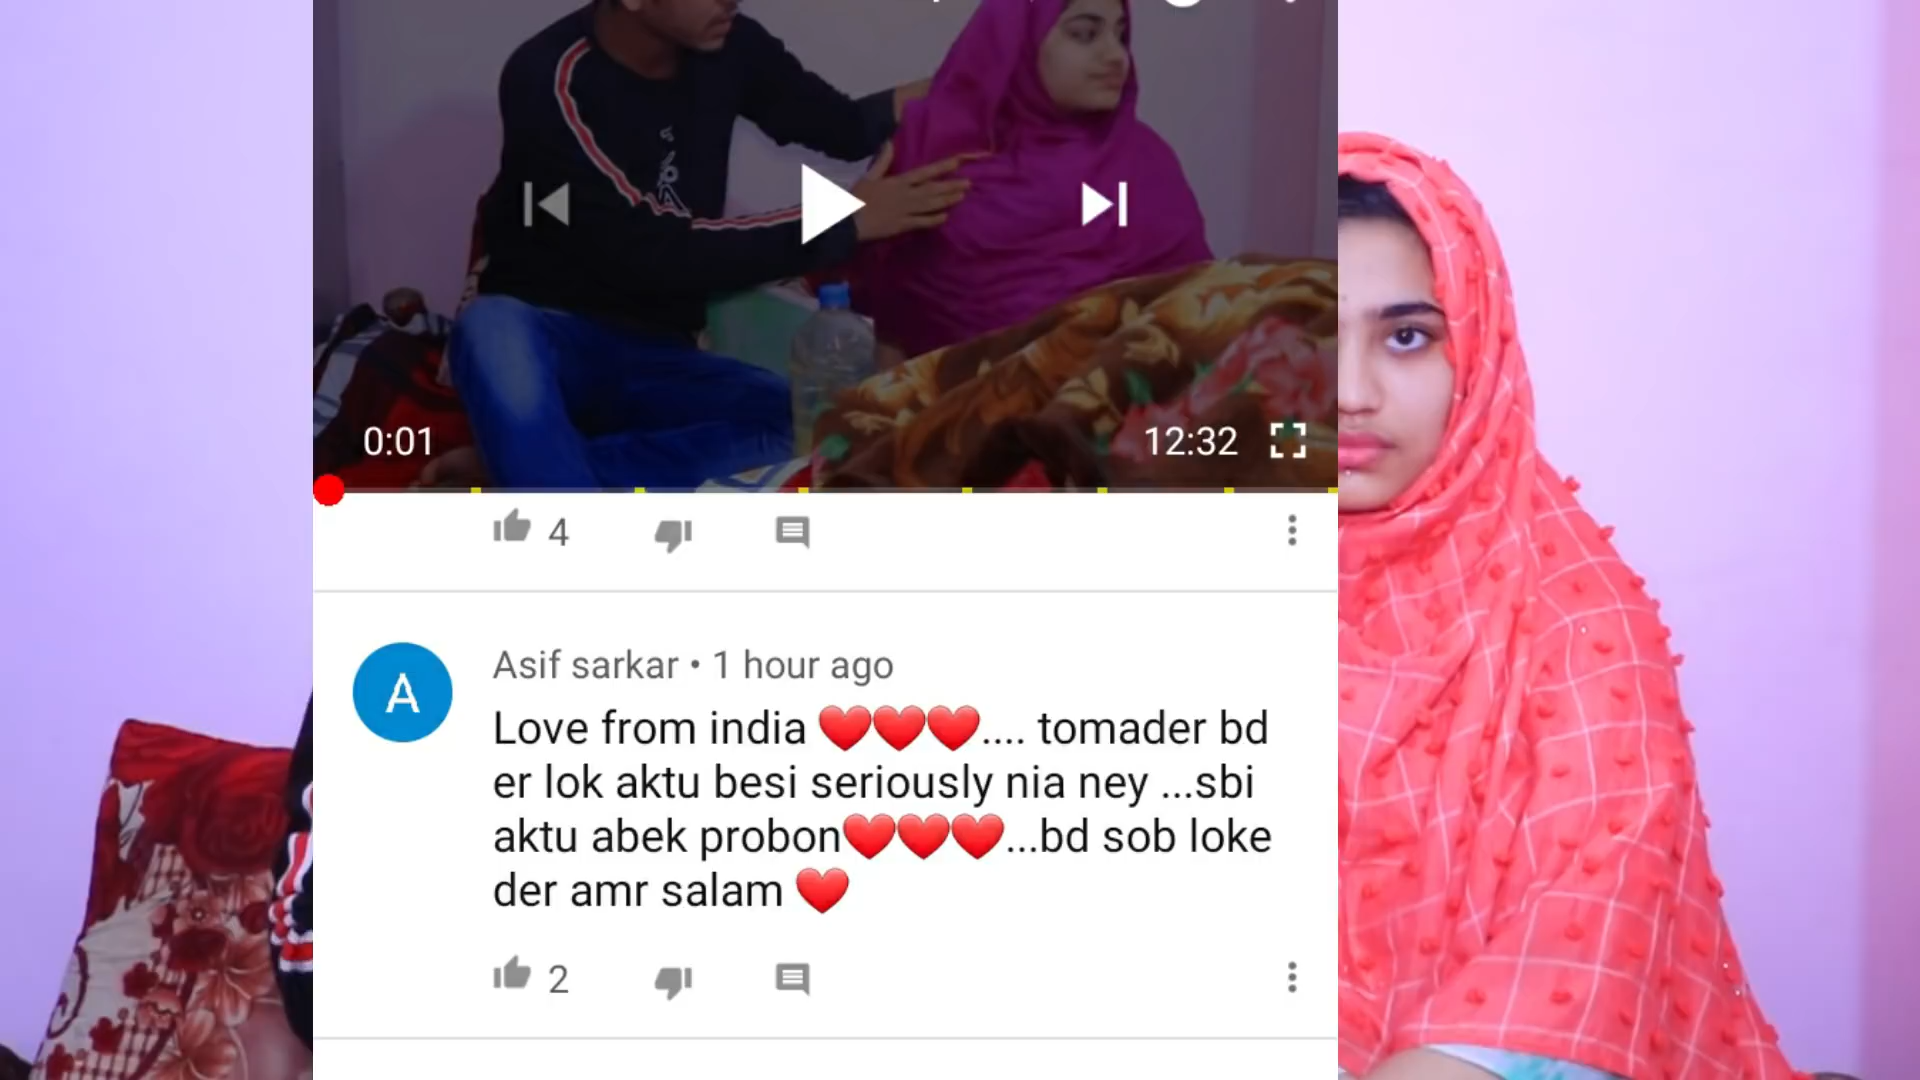 0:01
12:32
4
A
Asif sarkar • 1 hour ago
Love from india ❤️❤️❤️.... tomader bd
er lok aktu besi seriously nia ney ...sbi
aktu abek probon❤️❤️❤️...bd sob loke
der amr salam ❤️
2